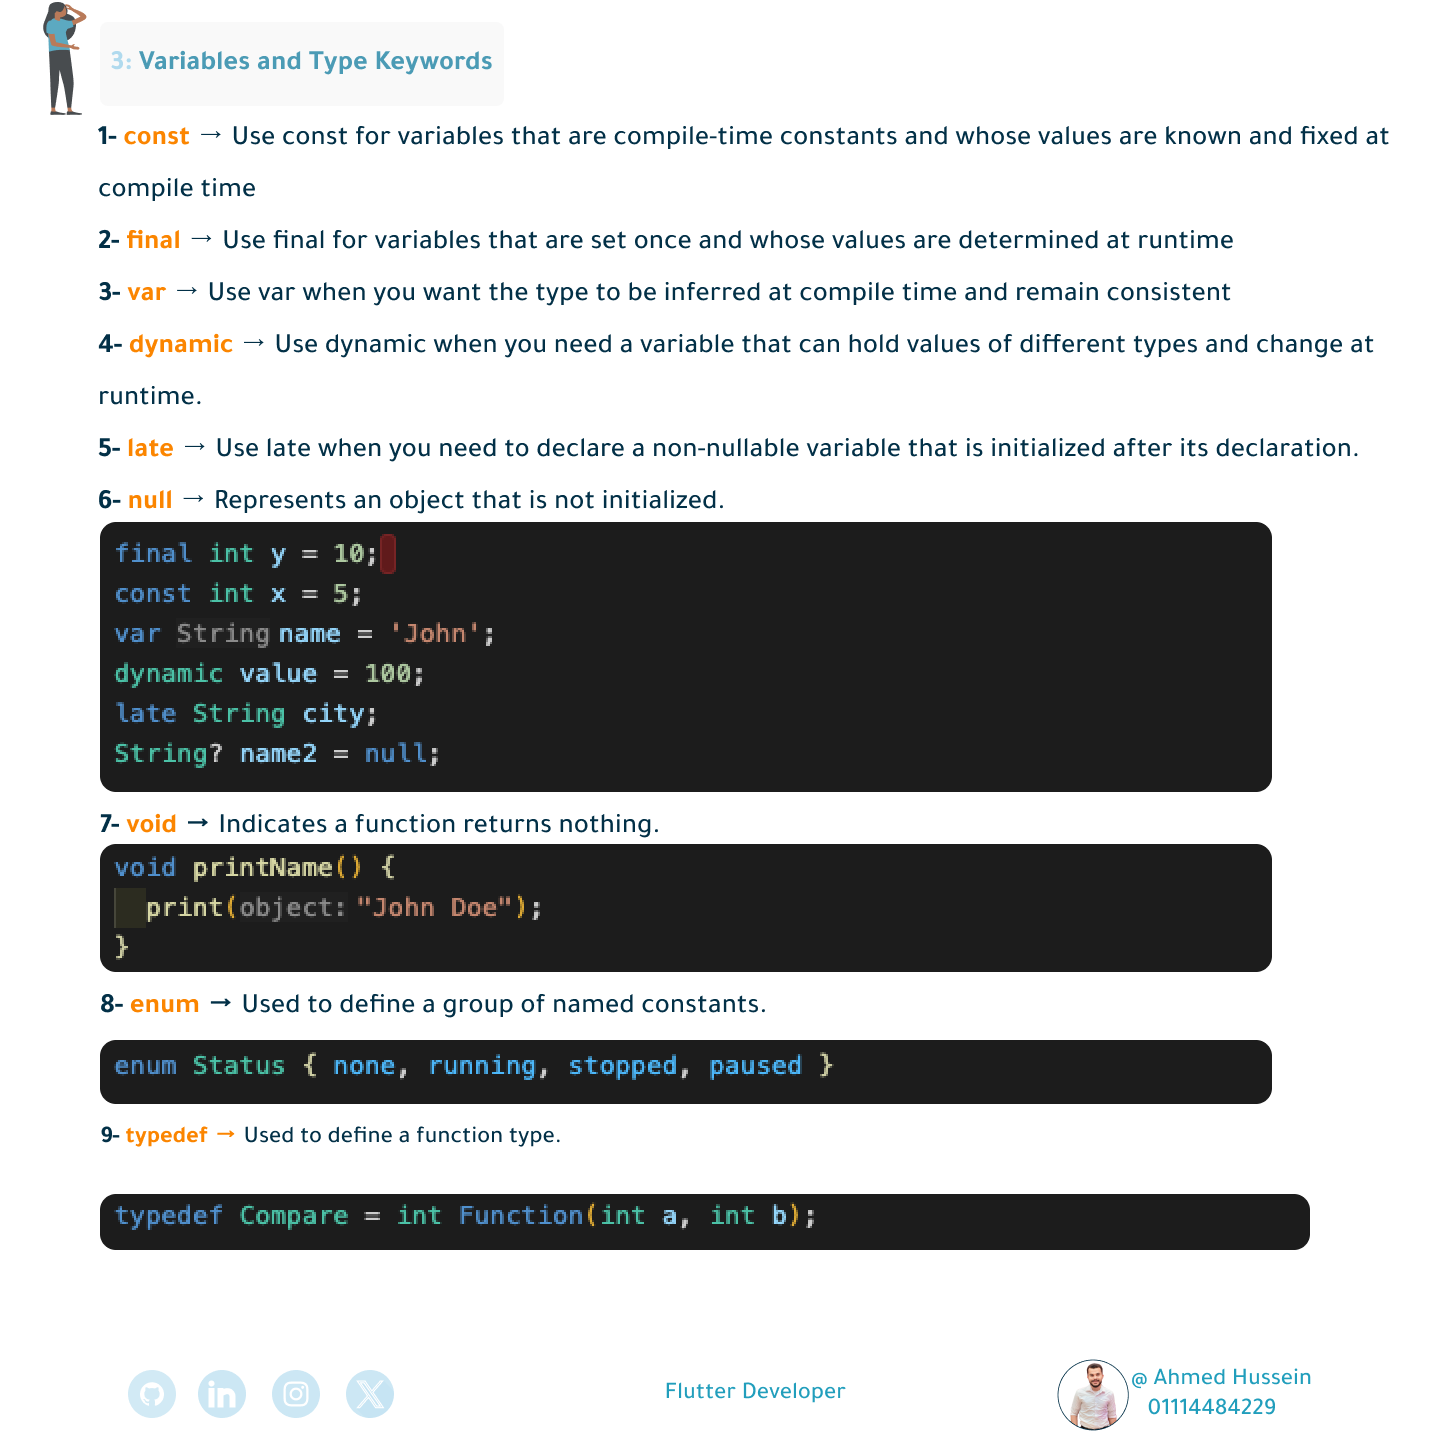 3: Variables and Type Keywords
1- const → Use const for variables that are compile-time constants and whose values are known and fixed at
compile time
2- final → Use final for variables that are set once and whose values are determined at runtime
3- var → Use var when you want the type to be inferred at compile time and remain consistent
4- dynamic → Use dynamic when you need a variable that can hold values of different types and change at
runtime.
5- late → Use late when you need to declare a non-nullable variable that is initialized after its declaration.
6- null → Represents an object that is not initialized.
final int y = 10;
const int x = 5;
var String name = 'John';
dynamic value = 100;
late String city;
String? name2 = null;
7- void → Indicates a function returns nothing.
void printName() {
print(object: "John Doe");
}
8- enum → Used to define a group of named constants.
enum Status { none, running, stopped, paused }
9- typedef → Used to define a function type.
typedef Compare = int Function(int a, int b);
Flutter Developer
@ Ahmed Hussein
01114484229